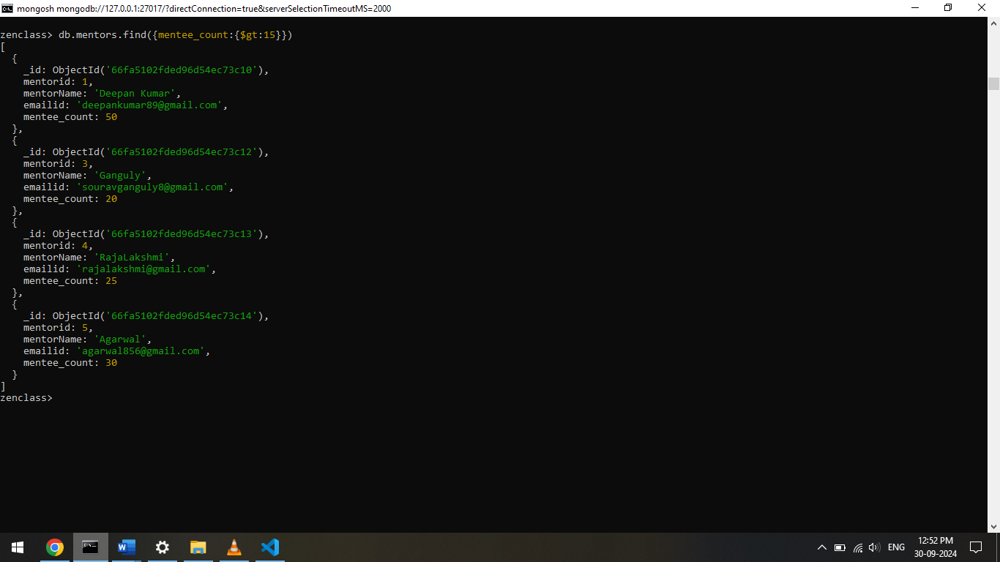 mongosh mongodb://127.0.0.1:27017/?directConnection=true&serverSelectionTimeoutMS=2000
zenclass> db.mentors.find({mentee_count:{$gt:15}})
[
  {
    _id: ObjectId('66fa5102fded96d54ec73c10'),
    mentorid: 1,
    mentorName: 'Deepan Kumar',
    emailid: 'deepankumar89@gmail.com',
    mentee_count: 50
  },
  {
    _id: ObjectId('66fa5102fded96d54ec73c12'),
    mentorid: 3,
    mentorName: 'Ganguly',
    emailid: 'souravganguly8@gmail.com',
    mentee_count: 20
  },
  {
    _id: ObjectId('66fa5102fded96d54ec73c13'),
    mentorid: 4,
    mentorName: 'RajaLakshmi',
    emailid: 'rajalakshmi@gmail.com',
    mentee_count: 25
  },
  {
    _id: ObjectId('66fa5102fded96d54ec73c14'),
    mentorid: 5,
    mentorName: 'Agarwal',
    emailid: 'agarwal856@gmail.com',
    mentee_count: 30
  }
]
zenclass>
ENG
12:52 PM
30-09-2024